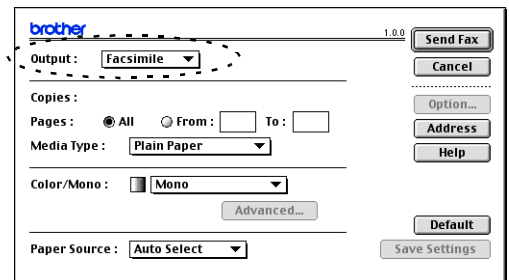 brother
1.0.0
Send Fax
Output : Facsimile
Cancel
Copies :
Option...
Pages : All From : To :
Address
Media Type : Plain Paper
Help
Color/Mono : Mono
Advanced...
Default
Paper Source : Auto Select
Save Settings